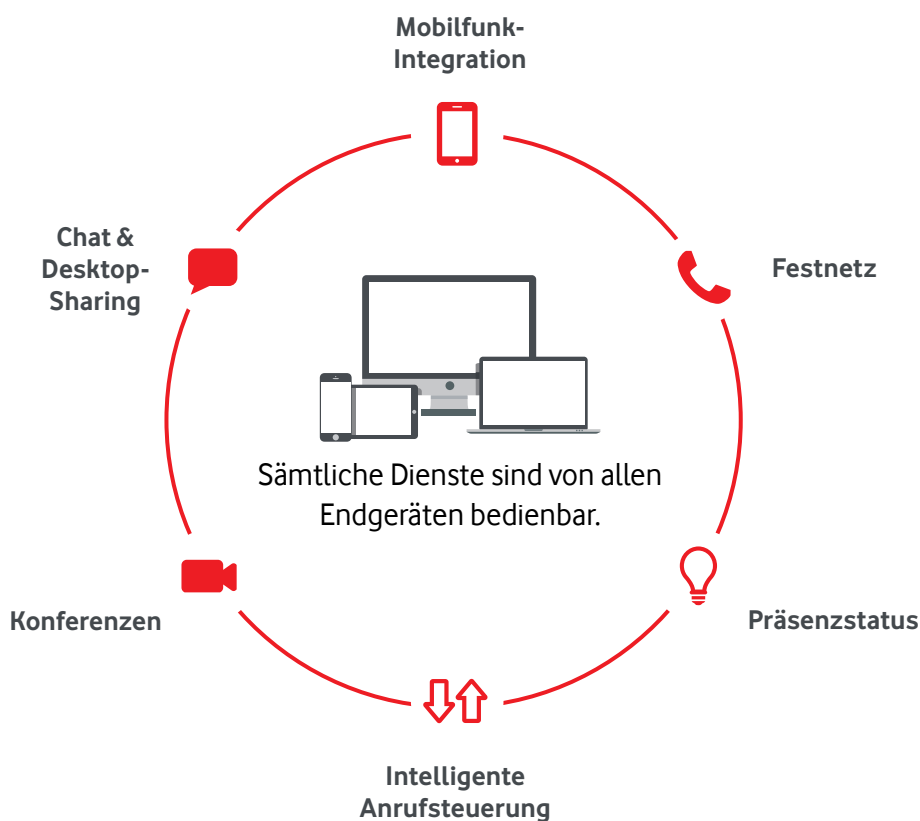 Mobilfunk-
Integration
Chat &
Desktop-
Sharing
Festnetz
Sämtliche Dienste sind von allen
Endgeräten bedienbar.
Konferenzen
Präsenzstatus
Intelligente
Anrufsteuerung